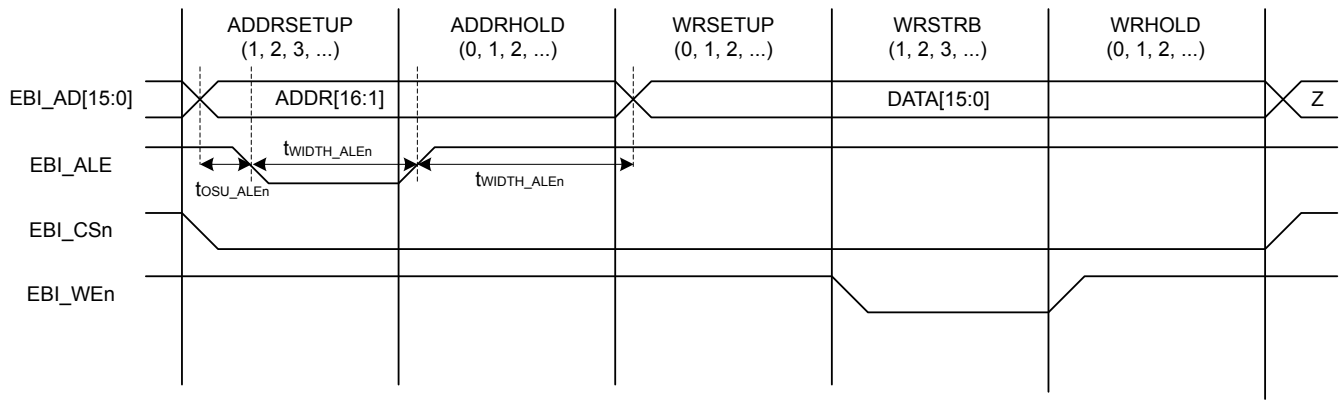 ADDRSETUP
(1, 2, 3, ...)
ADDRHOLD
(0, 1, 2, ...)
WRSETUP
(0, 1, 2, ...)
WRSTRB
(1, 2, 3, ...)
WRHOLD
(0, 1, 2, ...)
EBI_AD[15:0]
ADDR[16:1]
DATA[15:0]
Z
EBI_ALE
tWIDTH_ALEn
tOSU_ALEn
tWIDTH_ALEn
EBI_CSn
EBI_WEn